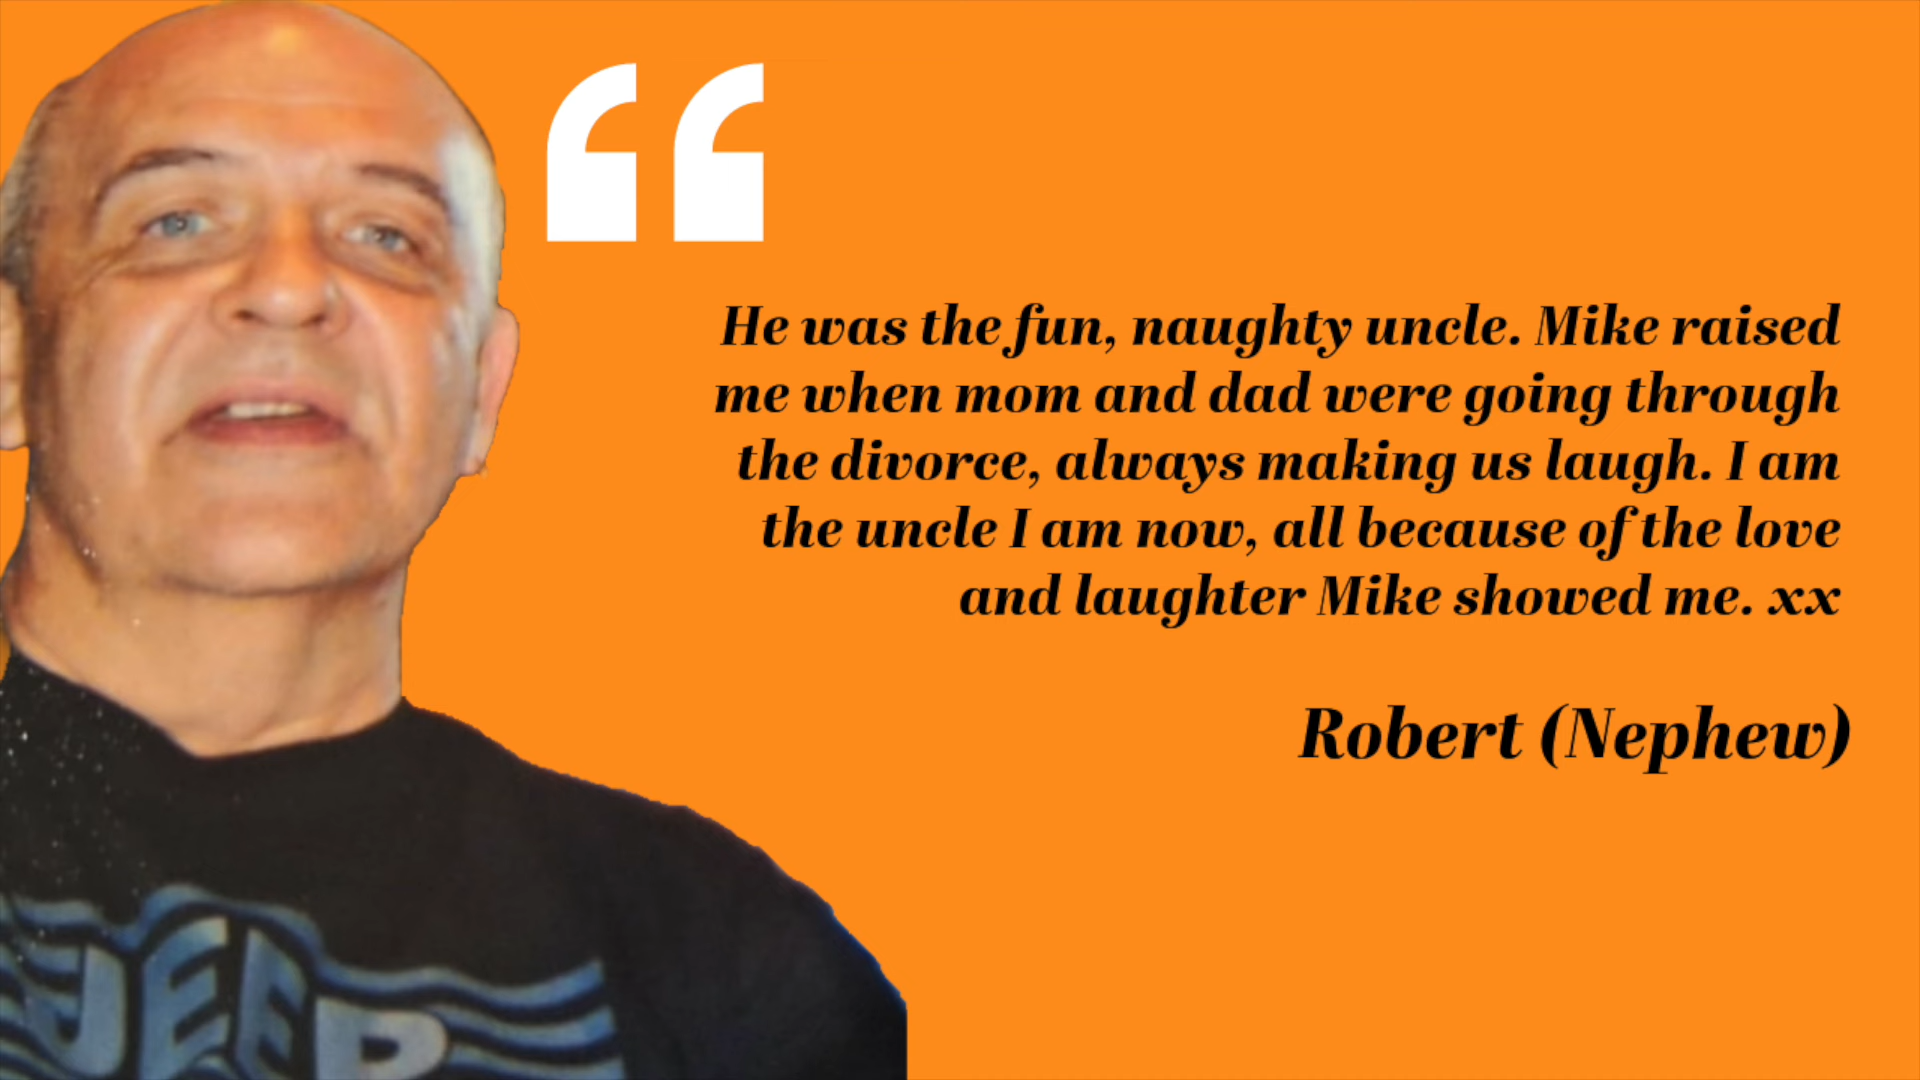 “
He was the fun, naughty uncle. Mike raised
me when mom and dad were going through
the divorce, always making us laugh. I am
the uncle I am now, all because of the love
and laughter Mike showed me. xx
Robert (Nephew)
JEEP